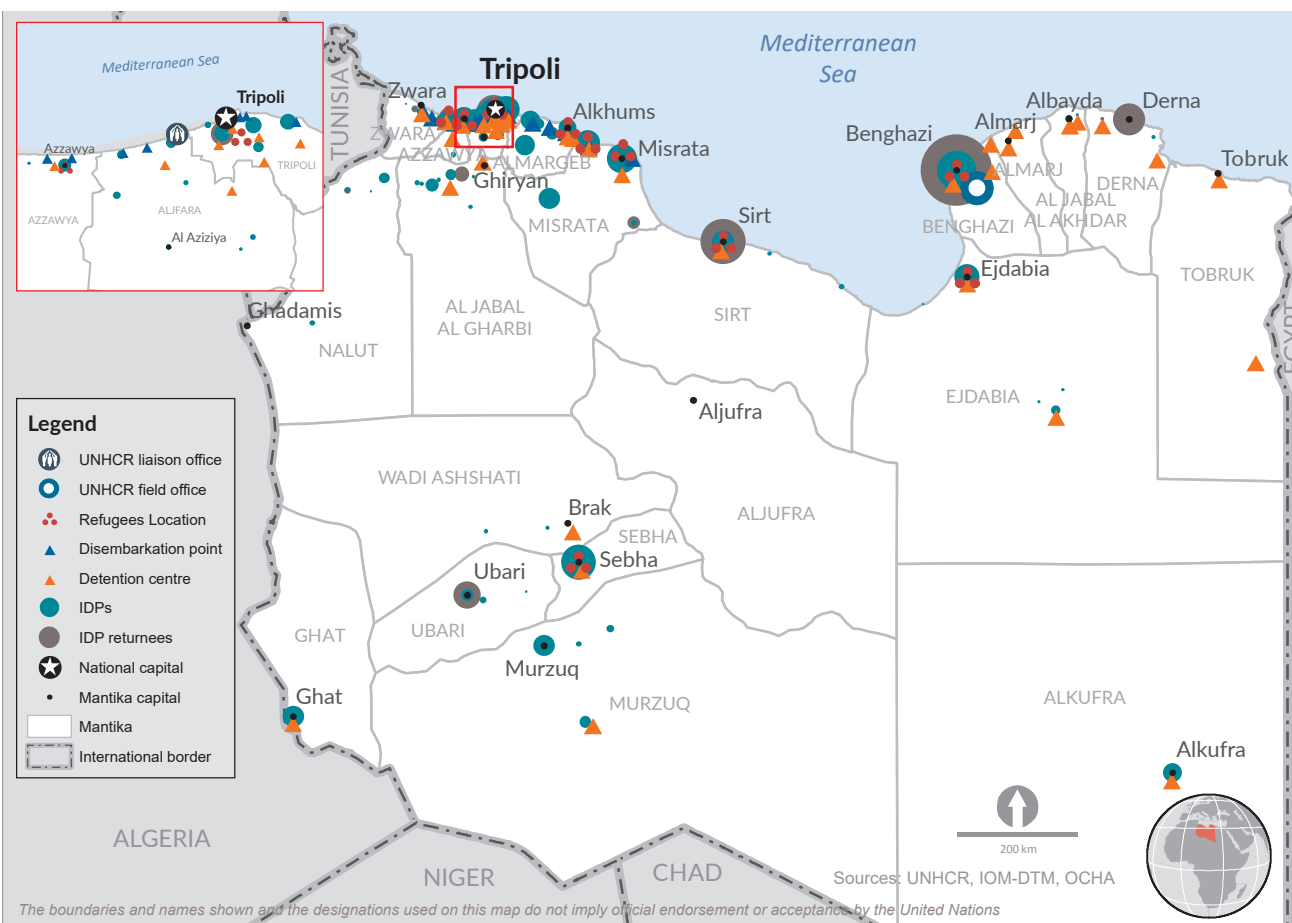 Mediterranean Sea
Tripoli
Azzawya
TRIPOLI
AZZAWYA
ALJFARA
Al Aziziya
TUNISIA
Mediterranean
Sea
Tripoli
Zwara
Alkhums
ZWARA
AZZAWYA
ALMARGEB
Misrata
Ghiryan
MISRATA
Sirt
Benghazi
Almarj
Albayda
Derna
Tobruk
ALMARJ
DERNA
AL JABAL
AL AKHDAR
BENGHAZI
Ejdabia
TOBRUK
EGYPT
Ghadamis
NALUT
AL JABAL
AL GHARBI
SIRT
EJDABIA
Aljufra
WADI ASHSHATI
Brak
SEBHA
ALJUFRA
Sebha
Ubari
UBARI
GHAT
Murzuq
Ghat
MURZUQ
ALKUFRA
Alkufra
Legend
UNHCR liaison office
UNHCR field office
Refugees Location
Disembarkation point
Detention centre
IDPs
IDP returnees
National capital
Mantika capital
Mantika
International border
ALGERIA
NIGER
CHAD
200 km
Sources: UNHCR, IOM-DTM, OCHA
The boundaries and names shown and the designations used on this map do not imply official endorsement or acceptance by the United Nations